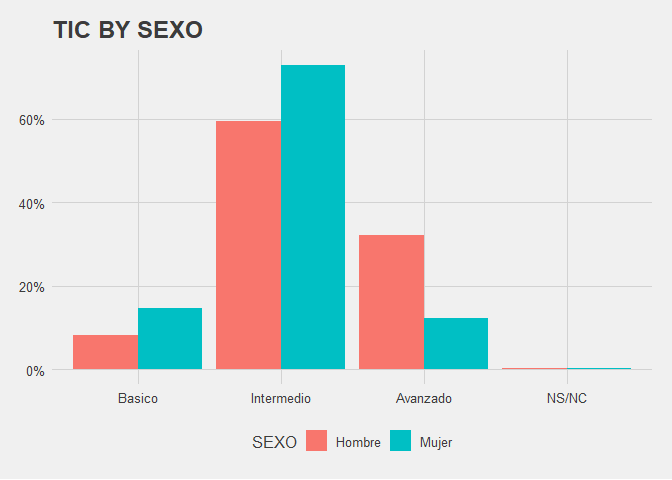 TIC BY SEXO
60%
40%
20%
0%
Basico Intermedio Avanzado NS/NC
SEXO Hombre Mujer